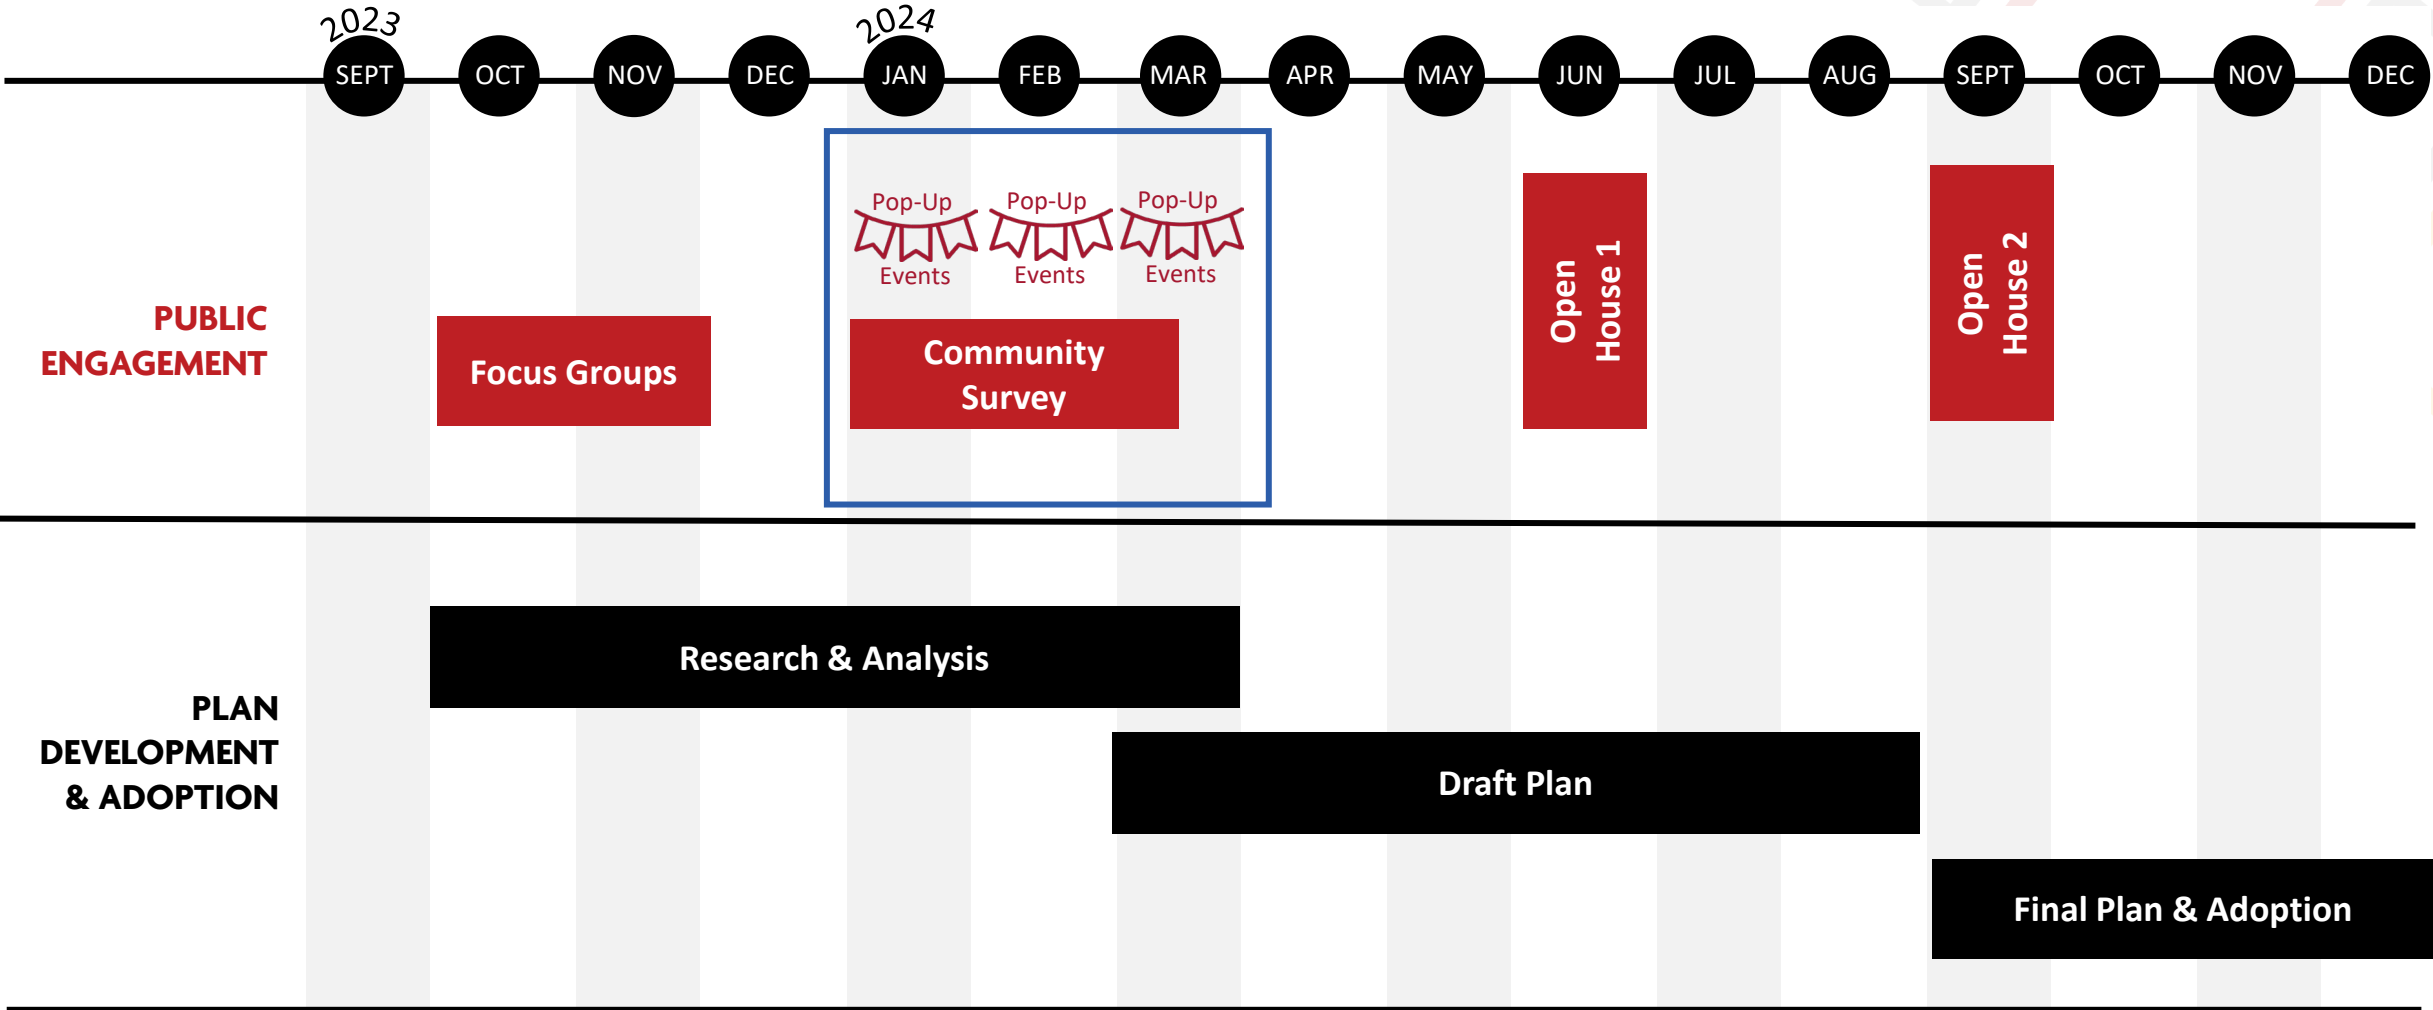 2023
2024
SEPT OCT NOV DEC JAN FEB MAR APR MAY JUN JUL AUG SEPT OCT NOV DEC
PUBLIC
ENGAGEMENT
Focus Groups
Pop-Up
Events
Pop-Up
Events
Pop-Up
Events
Community
Survey
Open
House 1
Open
House 2
PLAN
DEVELOPMENT
& ADOPTION
Research & Analysis
Draft Plan
Final Plan & Adoption